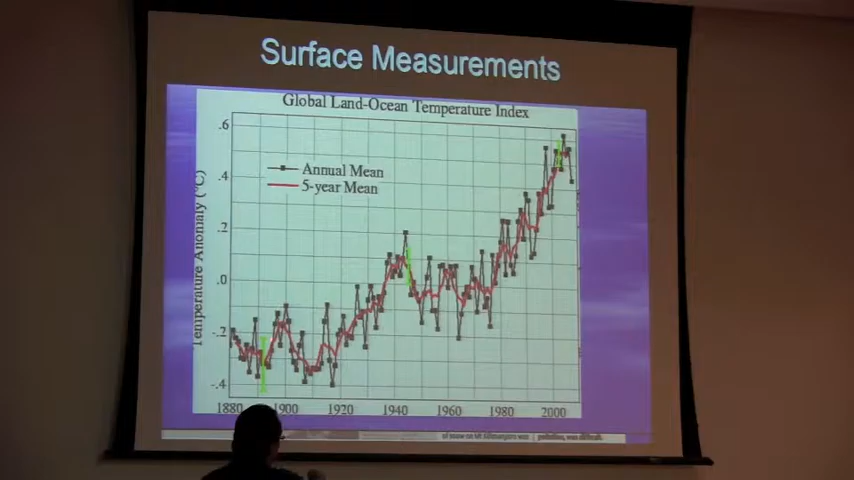 Surface Measurements
Global Land-Ocean Temperature Index
Annual Mean
5-year Mean
Temperature Anomaly (°C)
.6
.4
.2
.0
-.2
-.4
1880 1900 1920 1940 1960 1980 2000